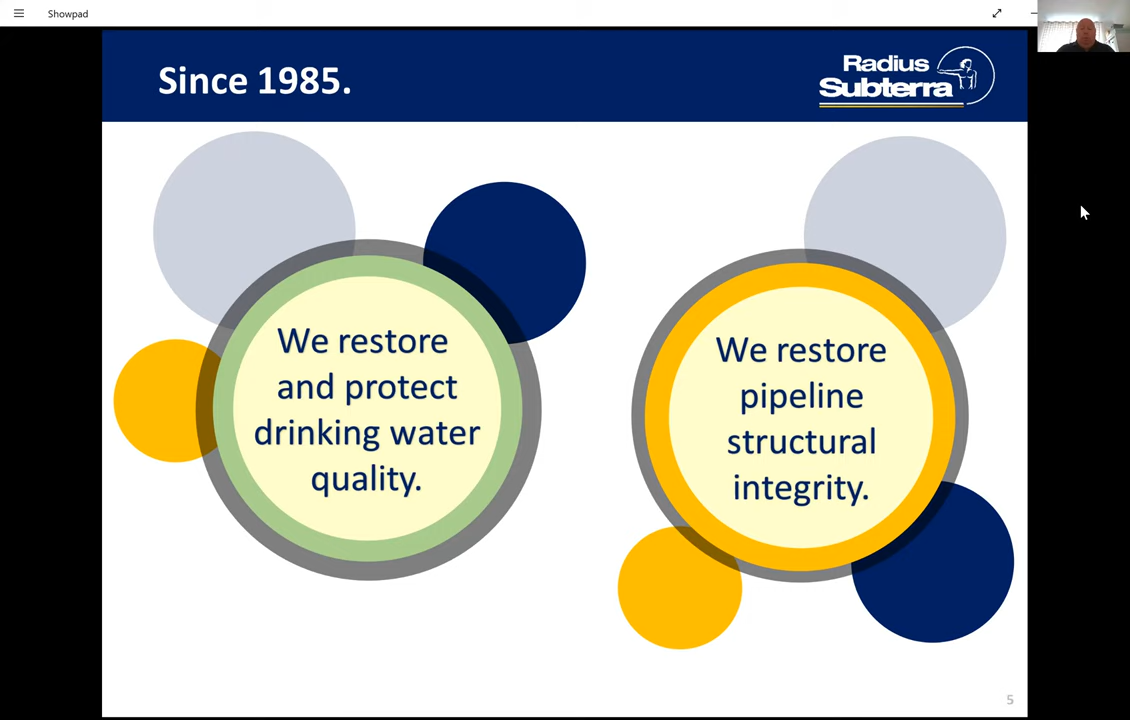 Showpad
Since 1985.
Radius
Subterra
We restore
and protect
drinking water
quality.
We restore
pipeline
structural
integrity.
5